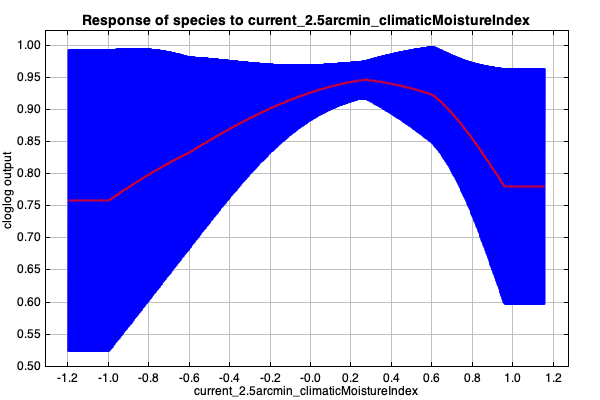 Response of species to current_2.5arcmin_climaticMoistureIndex
1.00
0.95
0.90
0.85
0.80
0.75
0.70
0.65
0.60
0.55
0.50
cloglog output
-1.2 -1.0 -0.8 -0.6 -0.4 -0.2 -0.0 0.2 0.4 0.6 0.8 1.0 1.2
current_2.5arcmin_climaticMoistureIndex